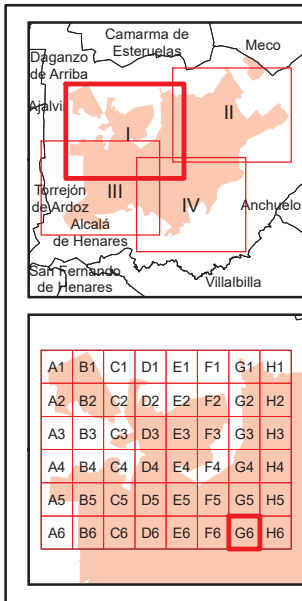 Camarma de
Esteruelas
Meco
Daganzo
de Arriba
Ajalvir
I
II
Torrejón
de Ardoz
III
IV
Anchuelo
Alcalá
de Henares
San Fernando
de Henares
Villalbilla
A1 B1 C1 D1 E1 F1 G1 H1
A2 B2 C2 D2 E2 F2 G2 H2
A3 B3 C3 D3 E3 F3 G3 H3
A4 B4 C4 D4 E4 F4 G4 H4
A5 B5 C5 D5 E5 F5 G5 H5
A6 B6 C6 D6 E6 F6 G6 H6